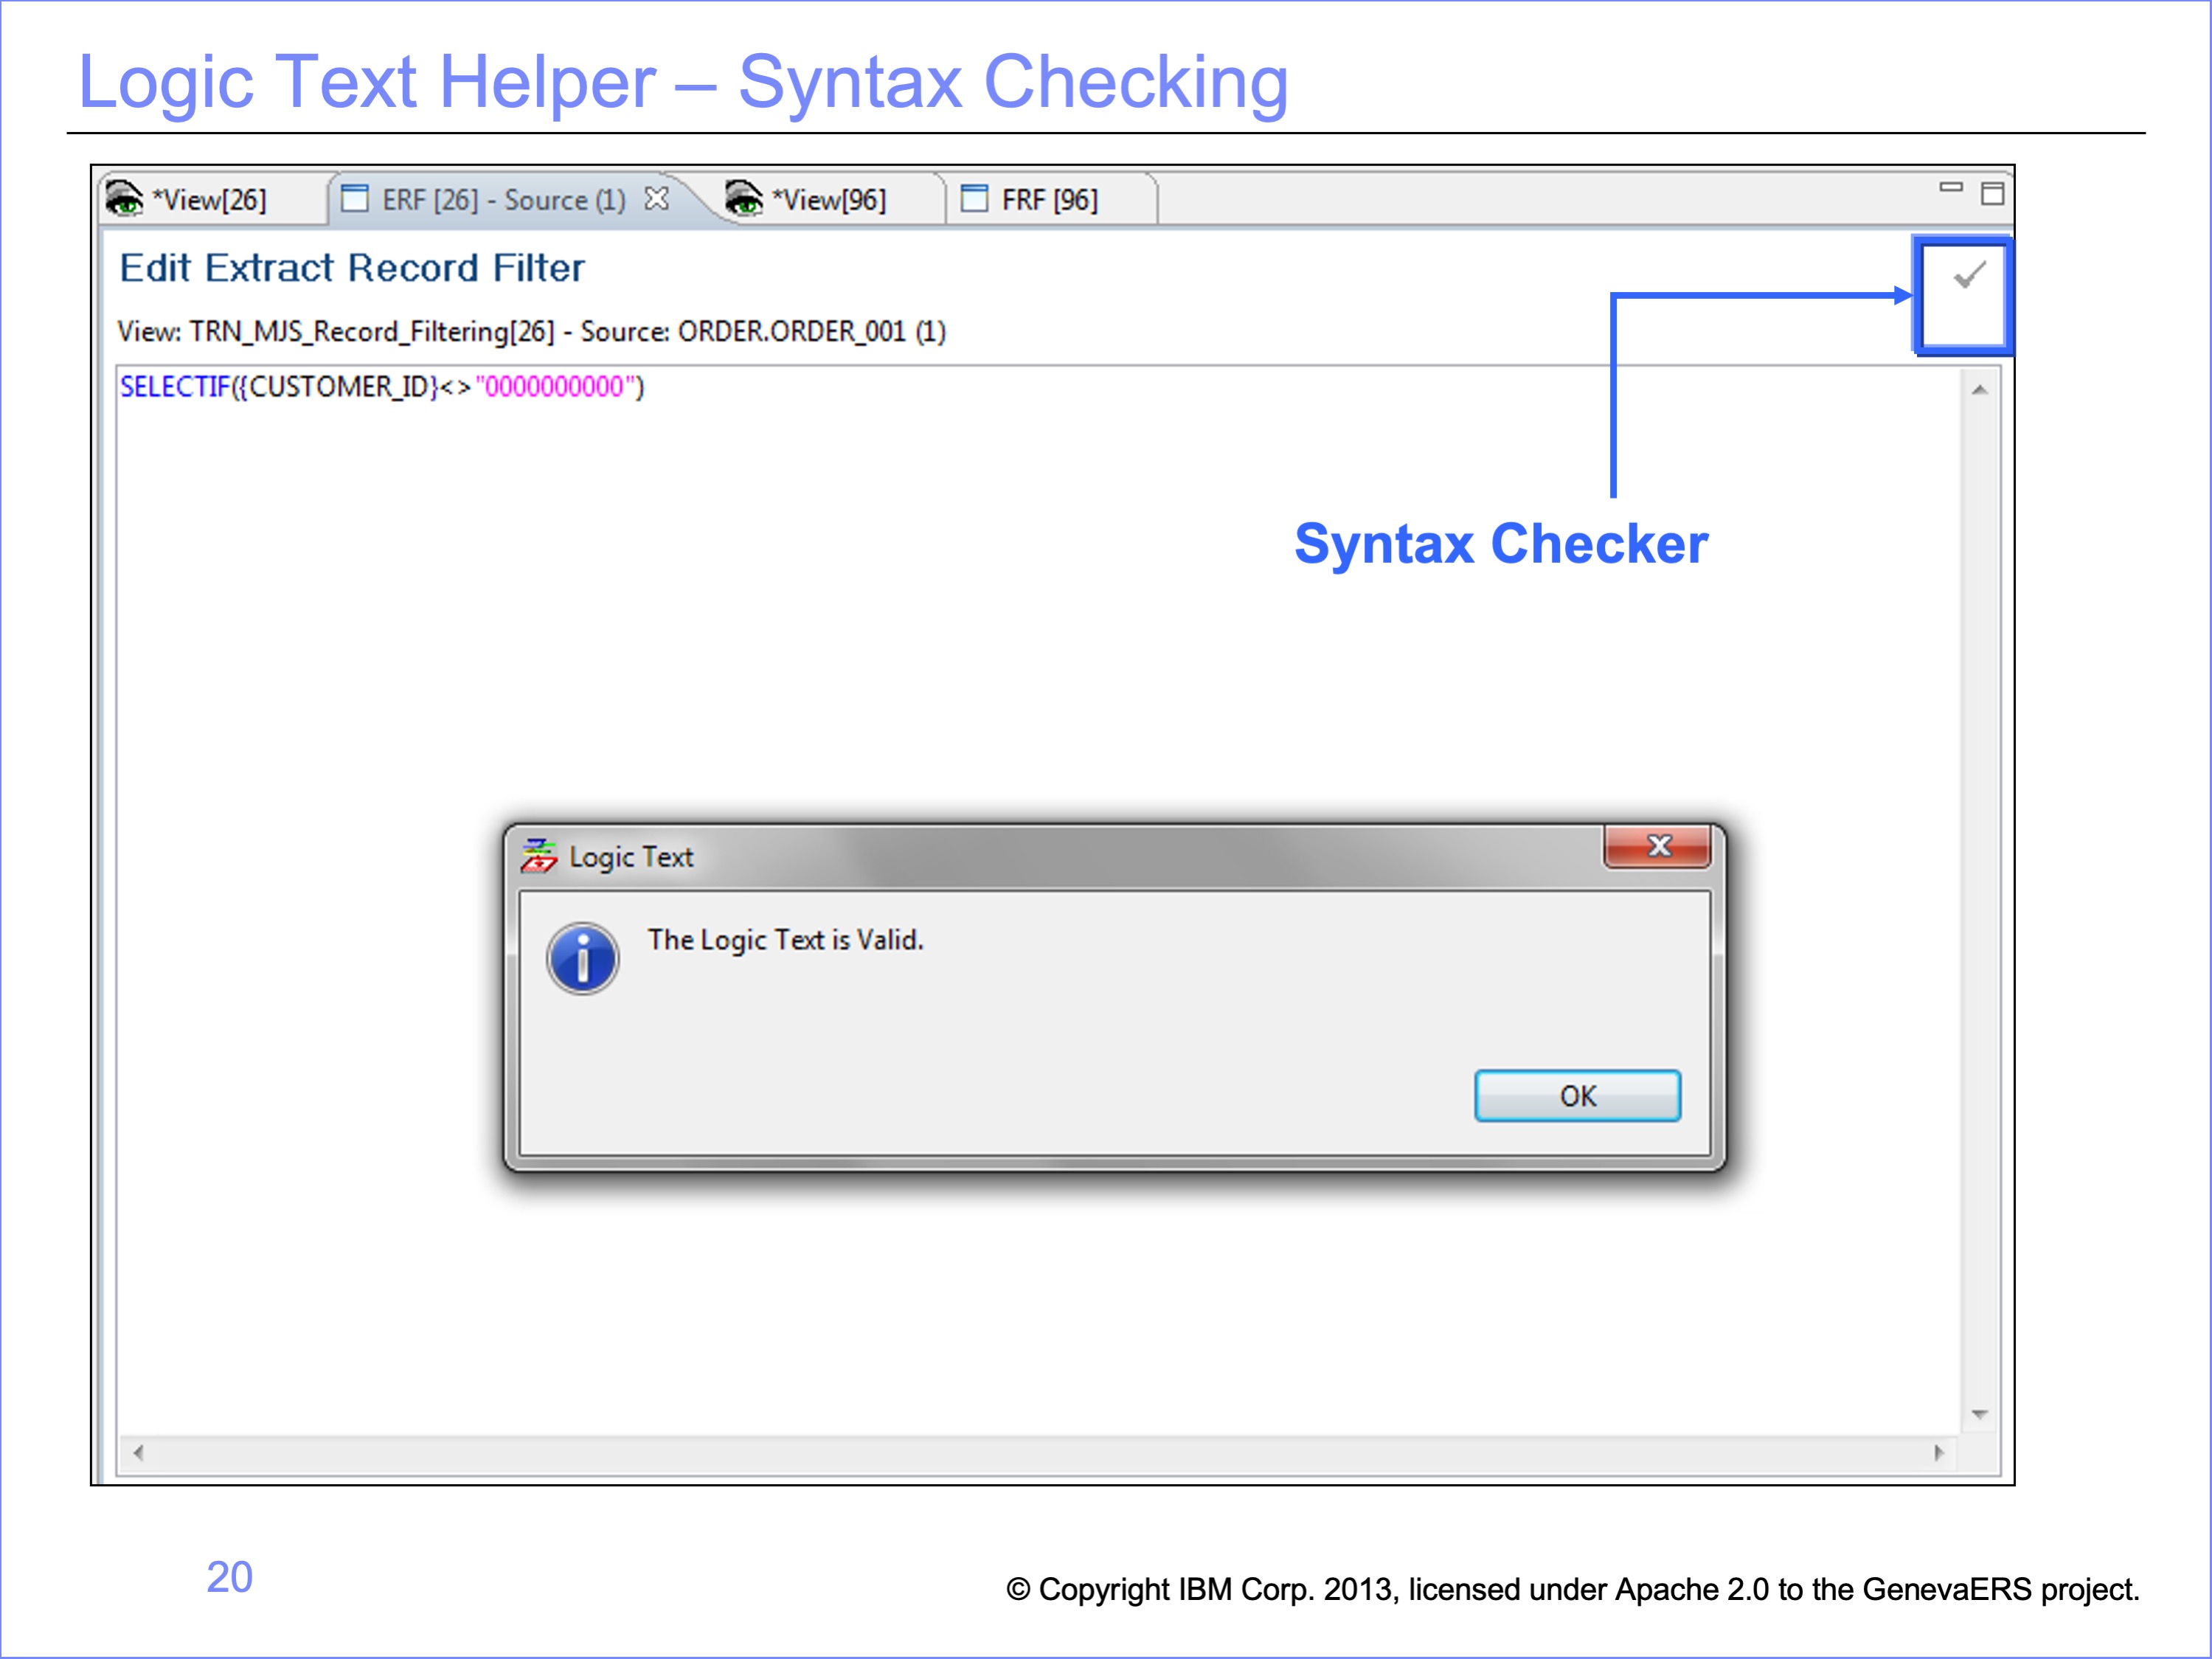 Logic Text Helper – Syntax Checking
*View[26] ERF [26] - Source (1) *View[96] FRF [96]
Edit Extract Record Filter
View: TRN_MJS_Record_Filtering[26] - Source: ORDER.ORDER_001 (1)
SELECTIF({CUSTOMER_ID}<>"0000000000")
Syntax Checker
Logic Text
The Logic Text is Valid.
OK
20
© Copyright IBM Corp. 2013, licensed under Apache 2.0 to the GenevaERS project.